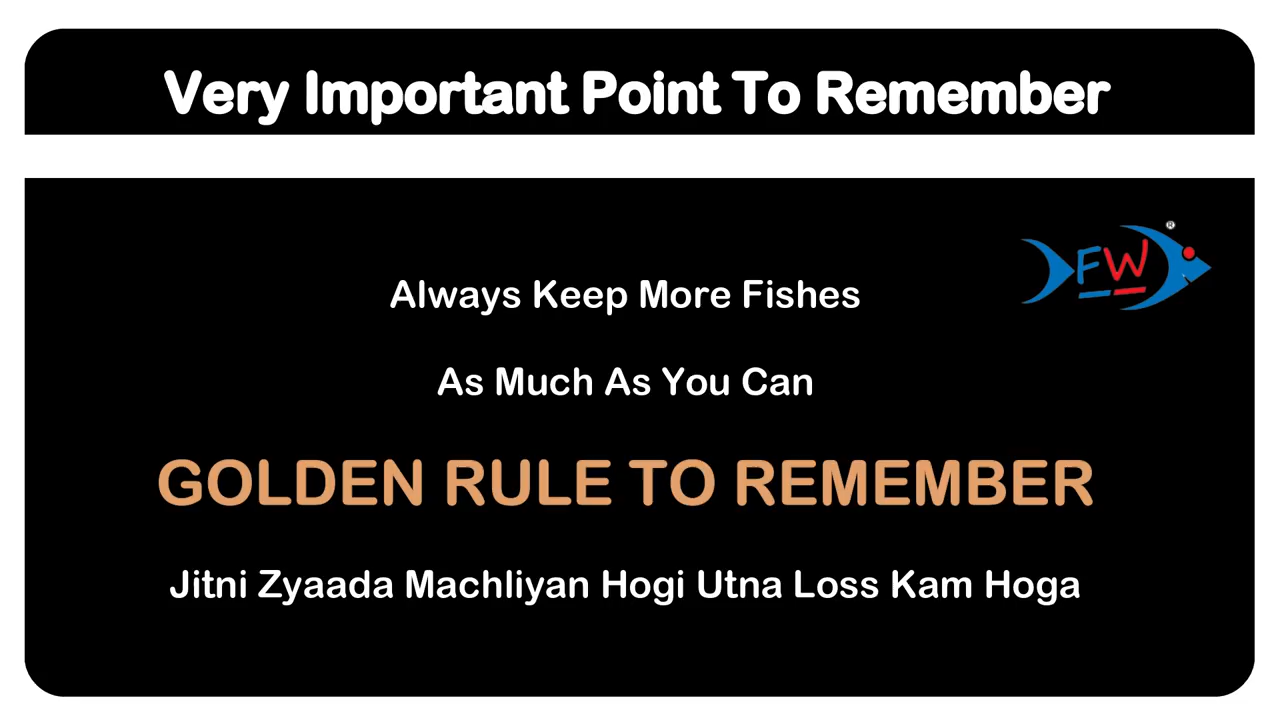 Very Important Point To Remember
FW®
Always Keep More Fishes
As Much As You Can
GOLDEN RULE TO REMEMBER
Jitni Zyaada Machliyan Hogi Utna Loss Kam Hoga